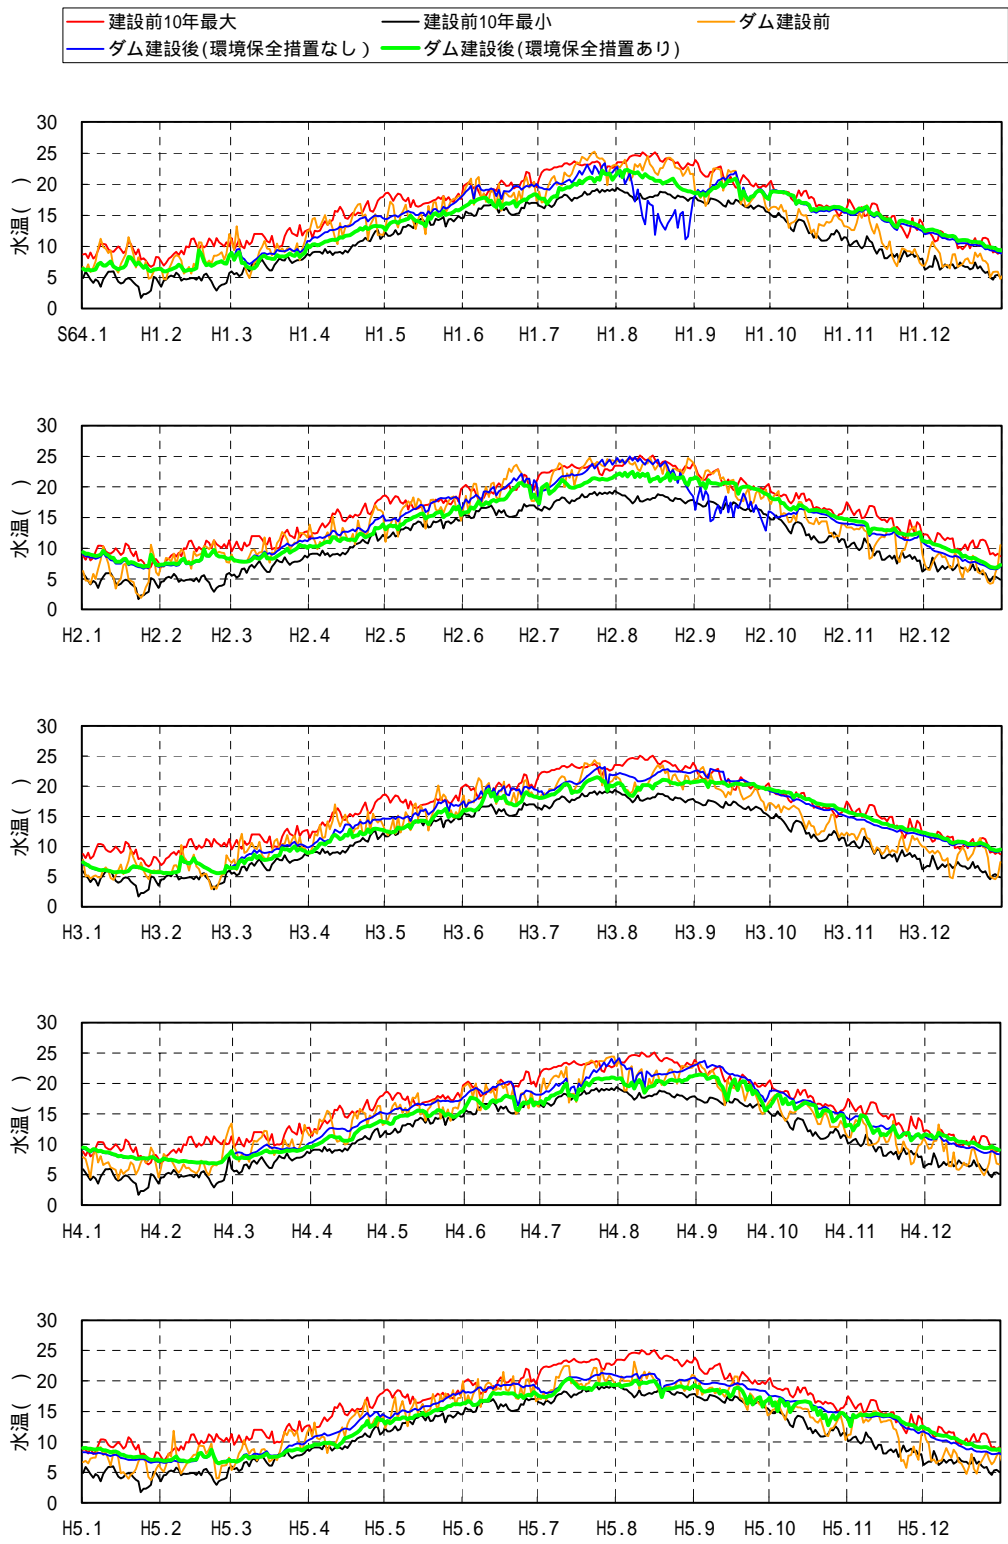 建設前10年最大 建設前10年最小 ダム建設前
ダム建設後(環境保全措置なし) ダム建設後(環境保全措置あり)
30
25
20
15
10
5
0
水温( )
S64.1 H1.2 H1.3 H1.4 H1.5 H1.6 H1.7 H1.8 H1.9 H1.10 H1.11 H1.12
30
25
20
15
10
5
0
水温( )
H2.1 H2.2 H2.3 H2.4 H2.5 H2.6 H2.7 H2.8 H2.9 H2.10 H2.11 H2.12
30
25
20
15
10
5
0
水温( )
H3.1 H3.2 H3.3 H3.4 H3.5 H3.6 H3.7 H3.8 H3.9 H3.10 H3.11 H3.12
30
25
20
15
10
5
0
水温( )
H4.1 H4.2 H4.3 H4.4 H4.5 H4.6 H4.7 H4.8 H4.9 H4.10 H4.11 H4.12
30
25
20
15
10
5
0
水温( )
H5.1 H5.2 H5.3 H5.4 H5.5 H5.6 H5.7 H5.8 H5.9 H5.10 H5.11 H5.12